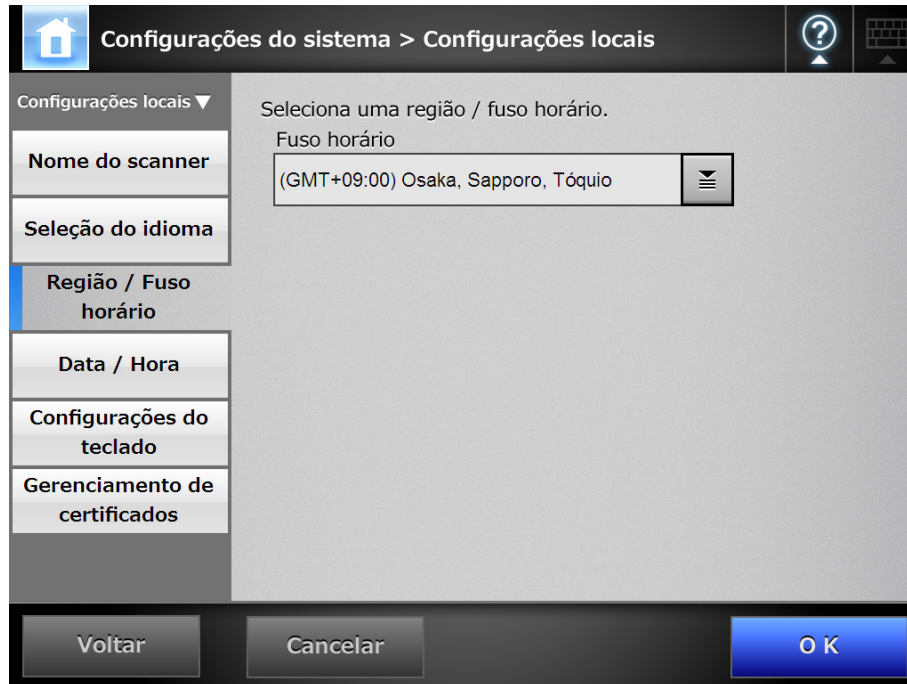 Configurações do sistema > Configurações locais
Configurações locais ▼
Nome do scanner
Seleção do idioma
Região / Fuso
horário
Data / Hora
Configurações do
teclado
Gerenciamento de
certificados
Seleciona uma região / fuso horário.
Fuso horário
(GMT+09:00) Osaka, Sapporo, Tóquio
Voltar
Cancelar
O K